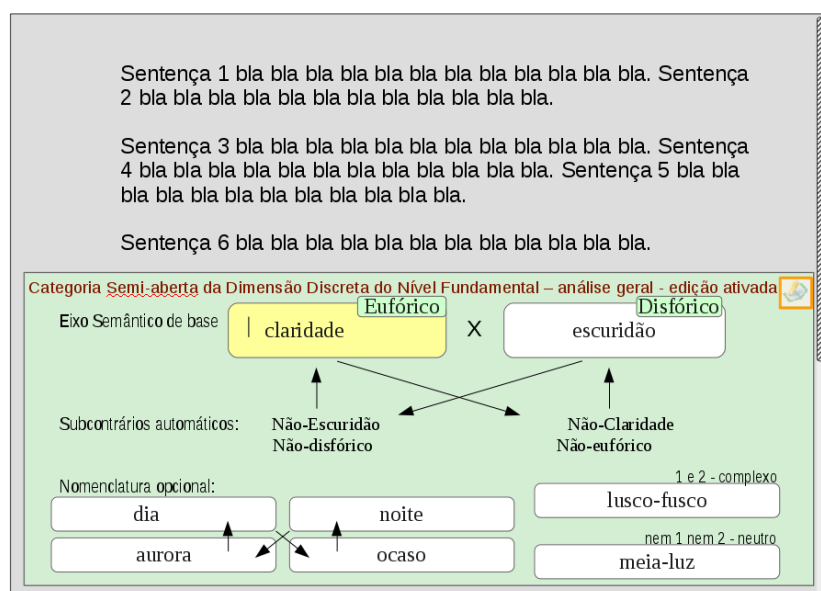 Sentença 1 bla bla bla bla bla bla bla bla bla bla bla bla. Sentença
2 bla bla bla bla bla bla bla bla bla bla bla bla.
Sentença 3 bla bla bla bla bla bla bla bla bla bla bla bla. Sentença
4 bla bla bla bla bla bla bla bla bla bla bla bla. Sentença 5 bla bla
bla bla bla bla bla bla bla bla bla bla.
Sentença 6 bla bla bla bla bla bla bla bla bla bla bla bla.
Categoria Semi-aberta da Dimensão Discreta do Nível Fundamental – análise geral - edição ativada
Eufórico
Disfórico
Eixo Semântico de base
claridade
X
escuridão
Subcontrários automáticos:
Não-Escuridão
Não-disfórico
Não-Claridade
Não-eufórico
Nomenclatura opcional:
1 e 2 - complexo
dia
noite
lusco-fusco
nem 1 nem 2 - neutro
aurora
ocaso
meia-luz